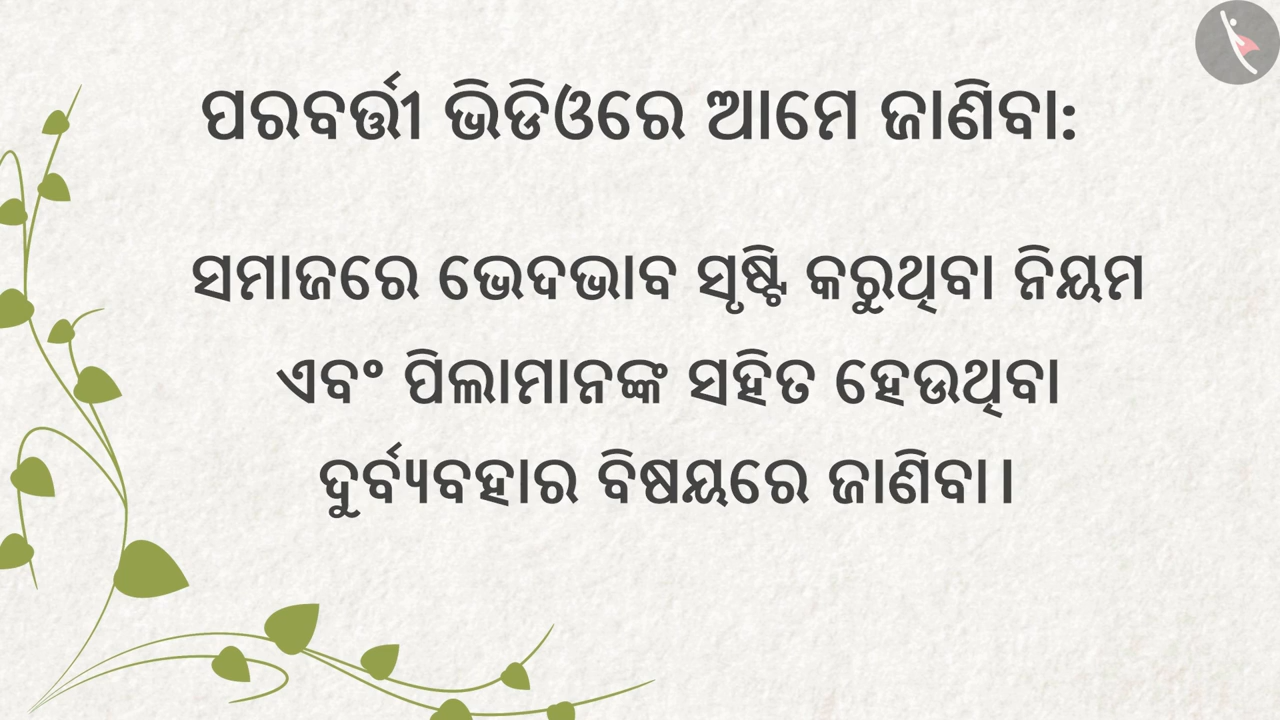 ପରବର୍ତ୍ତୀ ଭିଡିଓରେ ଆମେ ଜାଣିବା:
ସମାଜରେ ଭେଦଭାବ ସୃଷ୍ଟି କରୁଥିବା ନିୟମ
ଏବଂ ପିଲାମାନଙ୍କ ସହିତ ହେଉଥିବା
ଦୁର୍ବ୍ୟବହାର ବିଷୟରେ ଜାଣିବା।